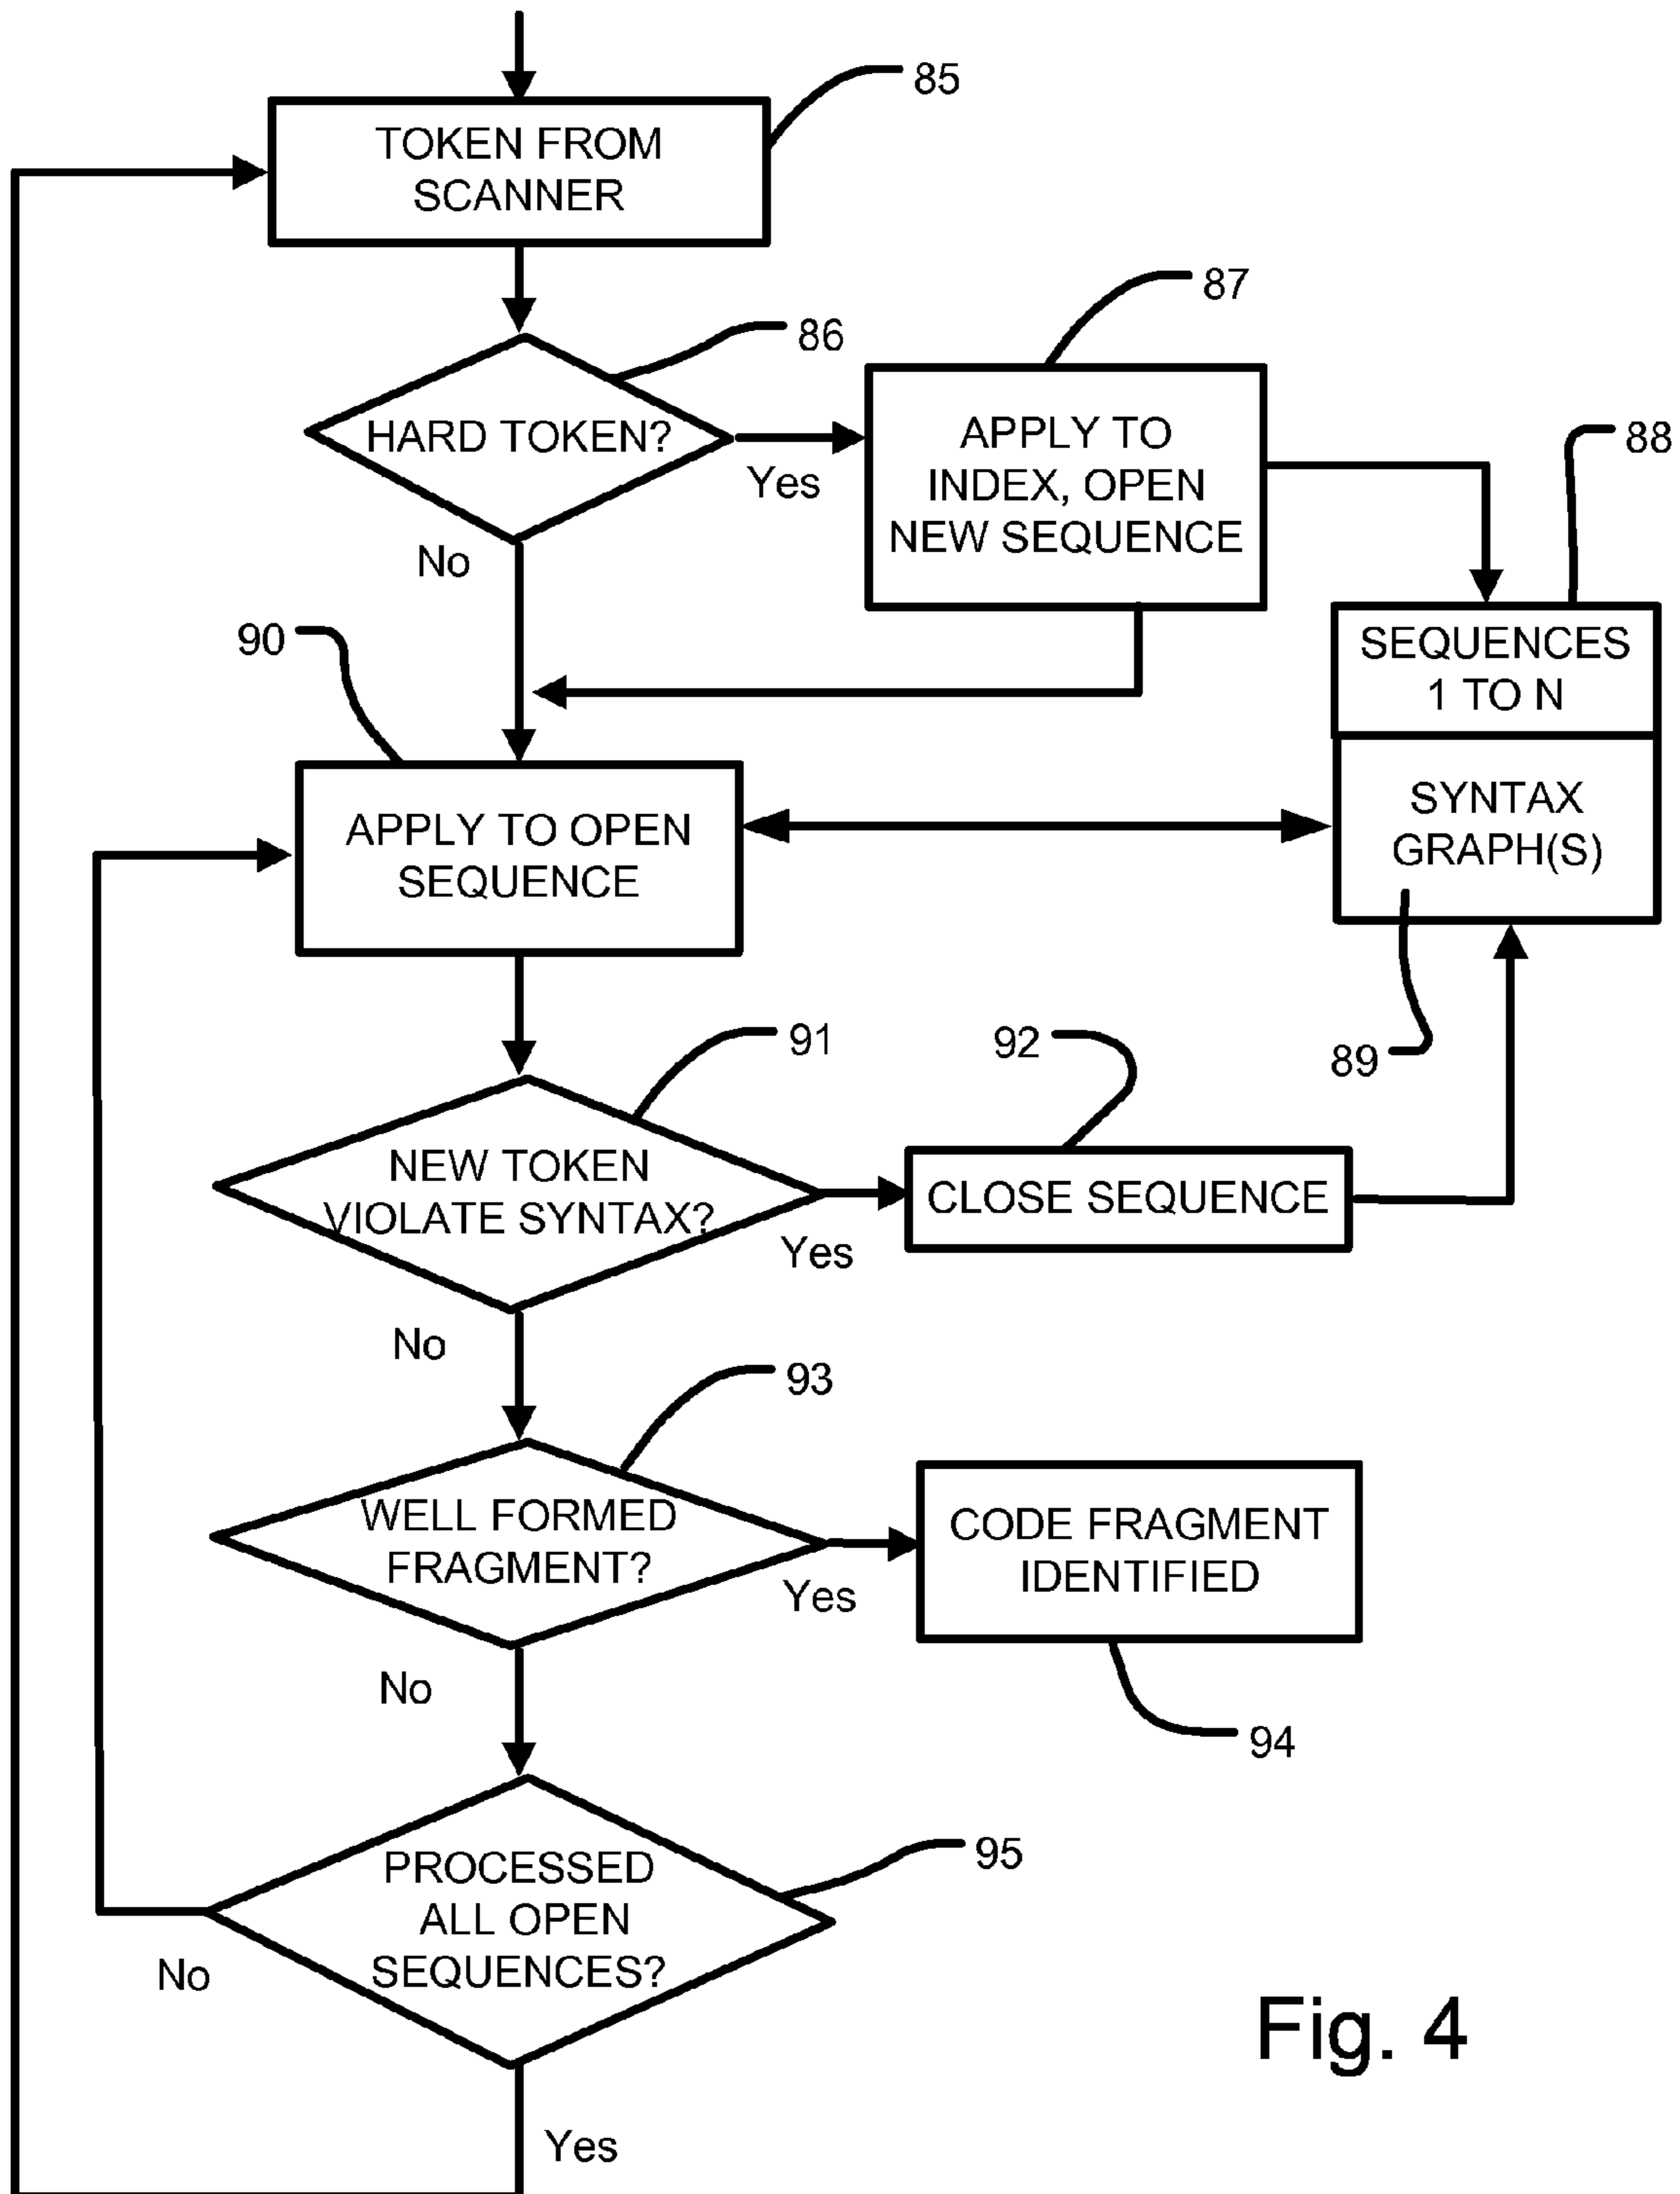 85
TOKEN FROM
SCANNER
86
HARD TOKEN?
Yes
No
87
APPLY TO
INDEX, OPEN
NEW SEQUENCE
88
SEQUENCES
1 TO N
SYNTAX
GRAPH(S)
89
90
APPLY TO OPEN
SEQUENCE
91
NEW TOKEN
VIOLATE SYNTAX?
Yes
No
92
CLOSE SEQUENCE
93
WELL FORMED
FRAGMENT?
Yes
No
CODE FRAGMENT
IDENTIFIED
94
95
PROCESSED
ALL OPEN
SEQUENCES?
No
Yes
Fig. 4